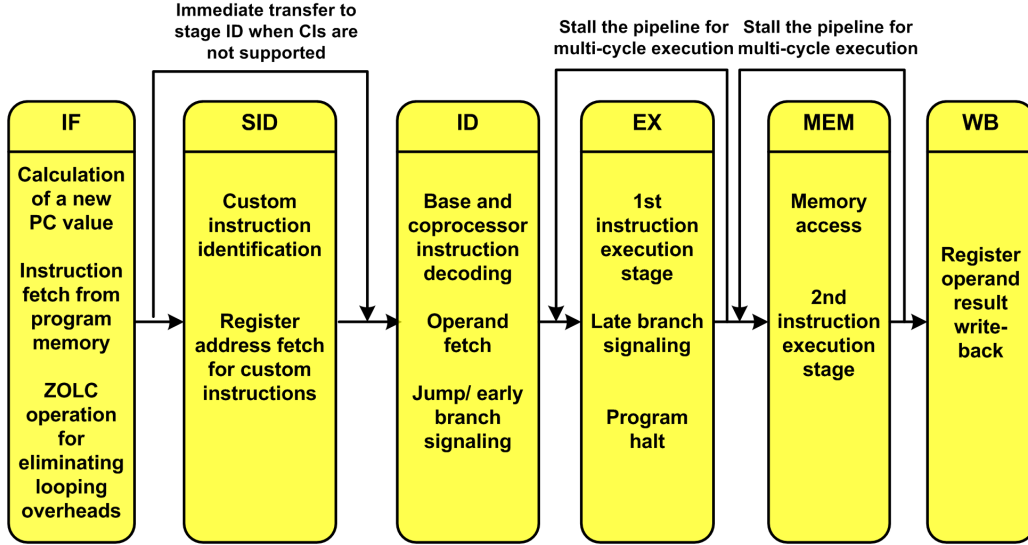 Immediate transfer to
stage ID when CIs are
not supported
Stall the pipeline for
multi-cycle execution
Stall the pipeline for
multi-cycle execution
IF
Calculation
of a new
PC value
Instruction
fetch from
program
memory
ZOLC
operation
for
eliminating
looping
overheads
SID
Custom
instruction
identification
Register
address fetch
for custom
instructions
ID
Base and
coprocessor
instruction
decoding
Operand
fetch
Jump/ early
branch
signaling
EX
1st
instruction
execution
stage
Late branch
signaling
Program
halt
MEM
Memory
access
2nd
instruction
execution
stage
WB
Register
operand
result
write-
back